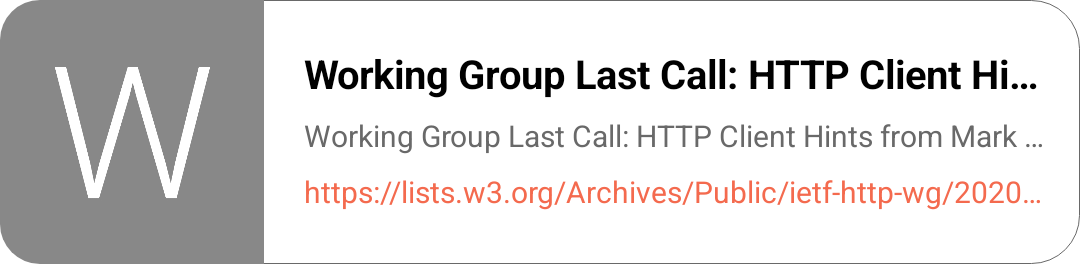 W
Working Group Last Call: HTTP Client Hi...
Working Group Last Call: HTTP Client Hints from Mark ...
https://lists.w3.org/Archives/Public/ietf-http-wg/2020...